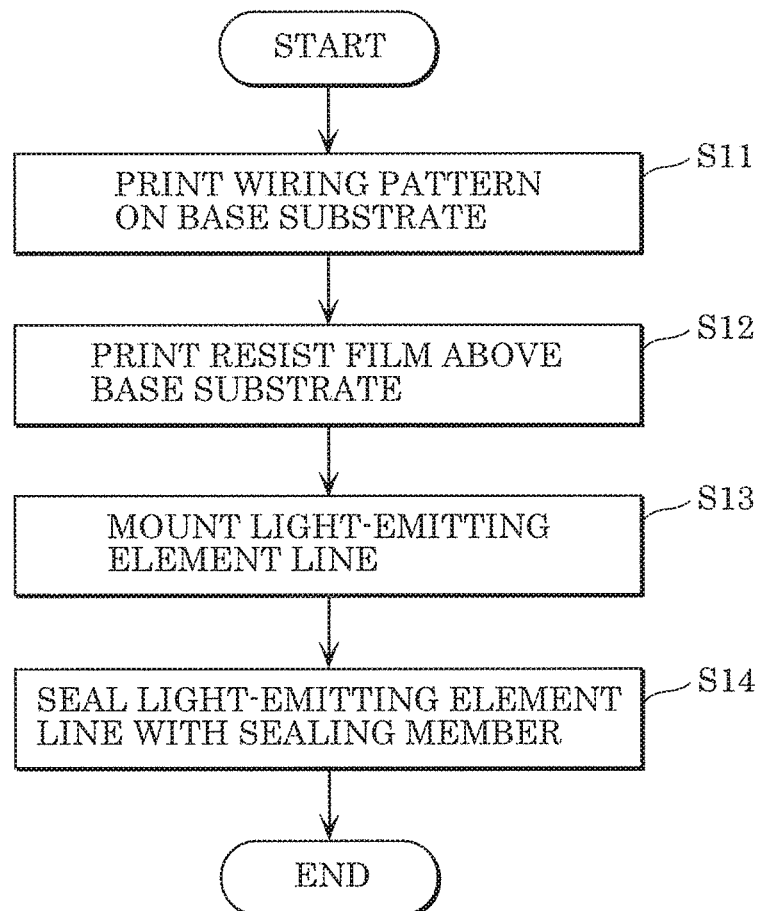 START
S11
PRINT WIRING PATTERN
ON BASE SUBSTRATE
S12
PRINT RESIST FILM ABOVE
BASE SUBSTRATE
S13
MOUNT LIGHT-EMITTING
ELEMENT LINE
S14
SEAL LIGHT-EMITTING ELEMENT
LINE WITH SEALING MEMBER
END